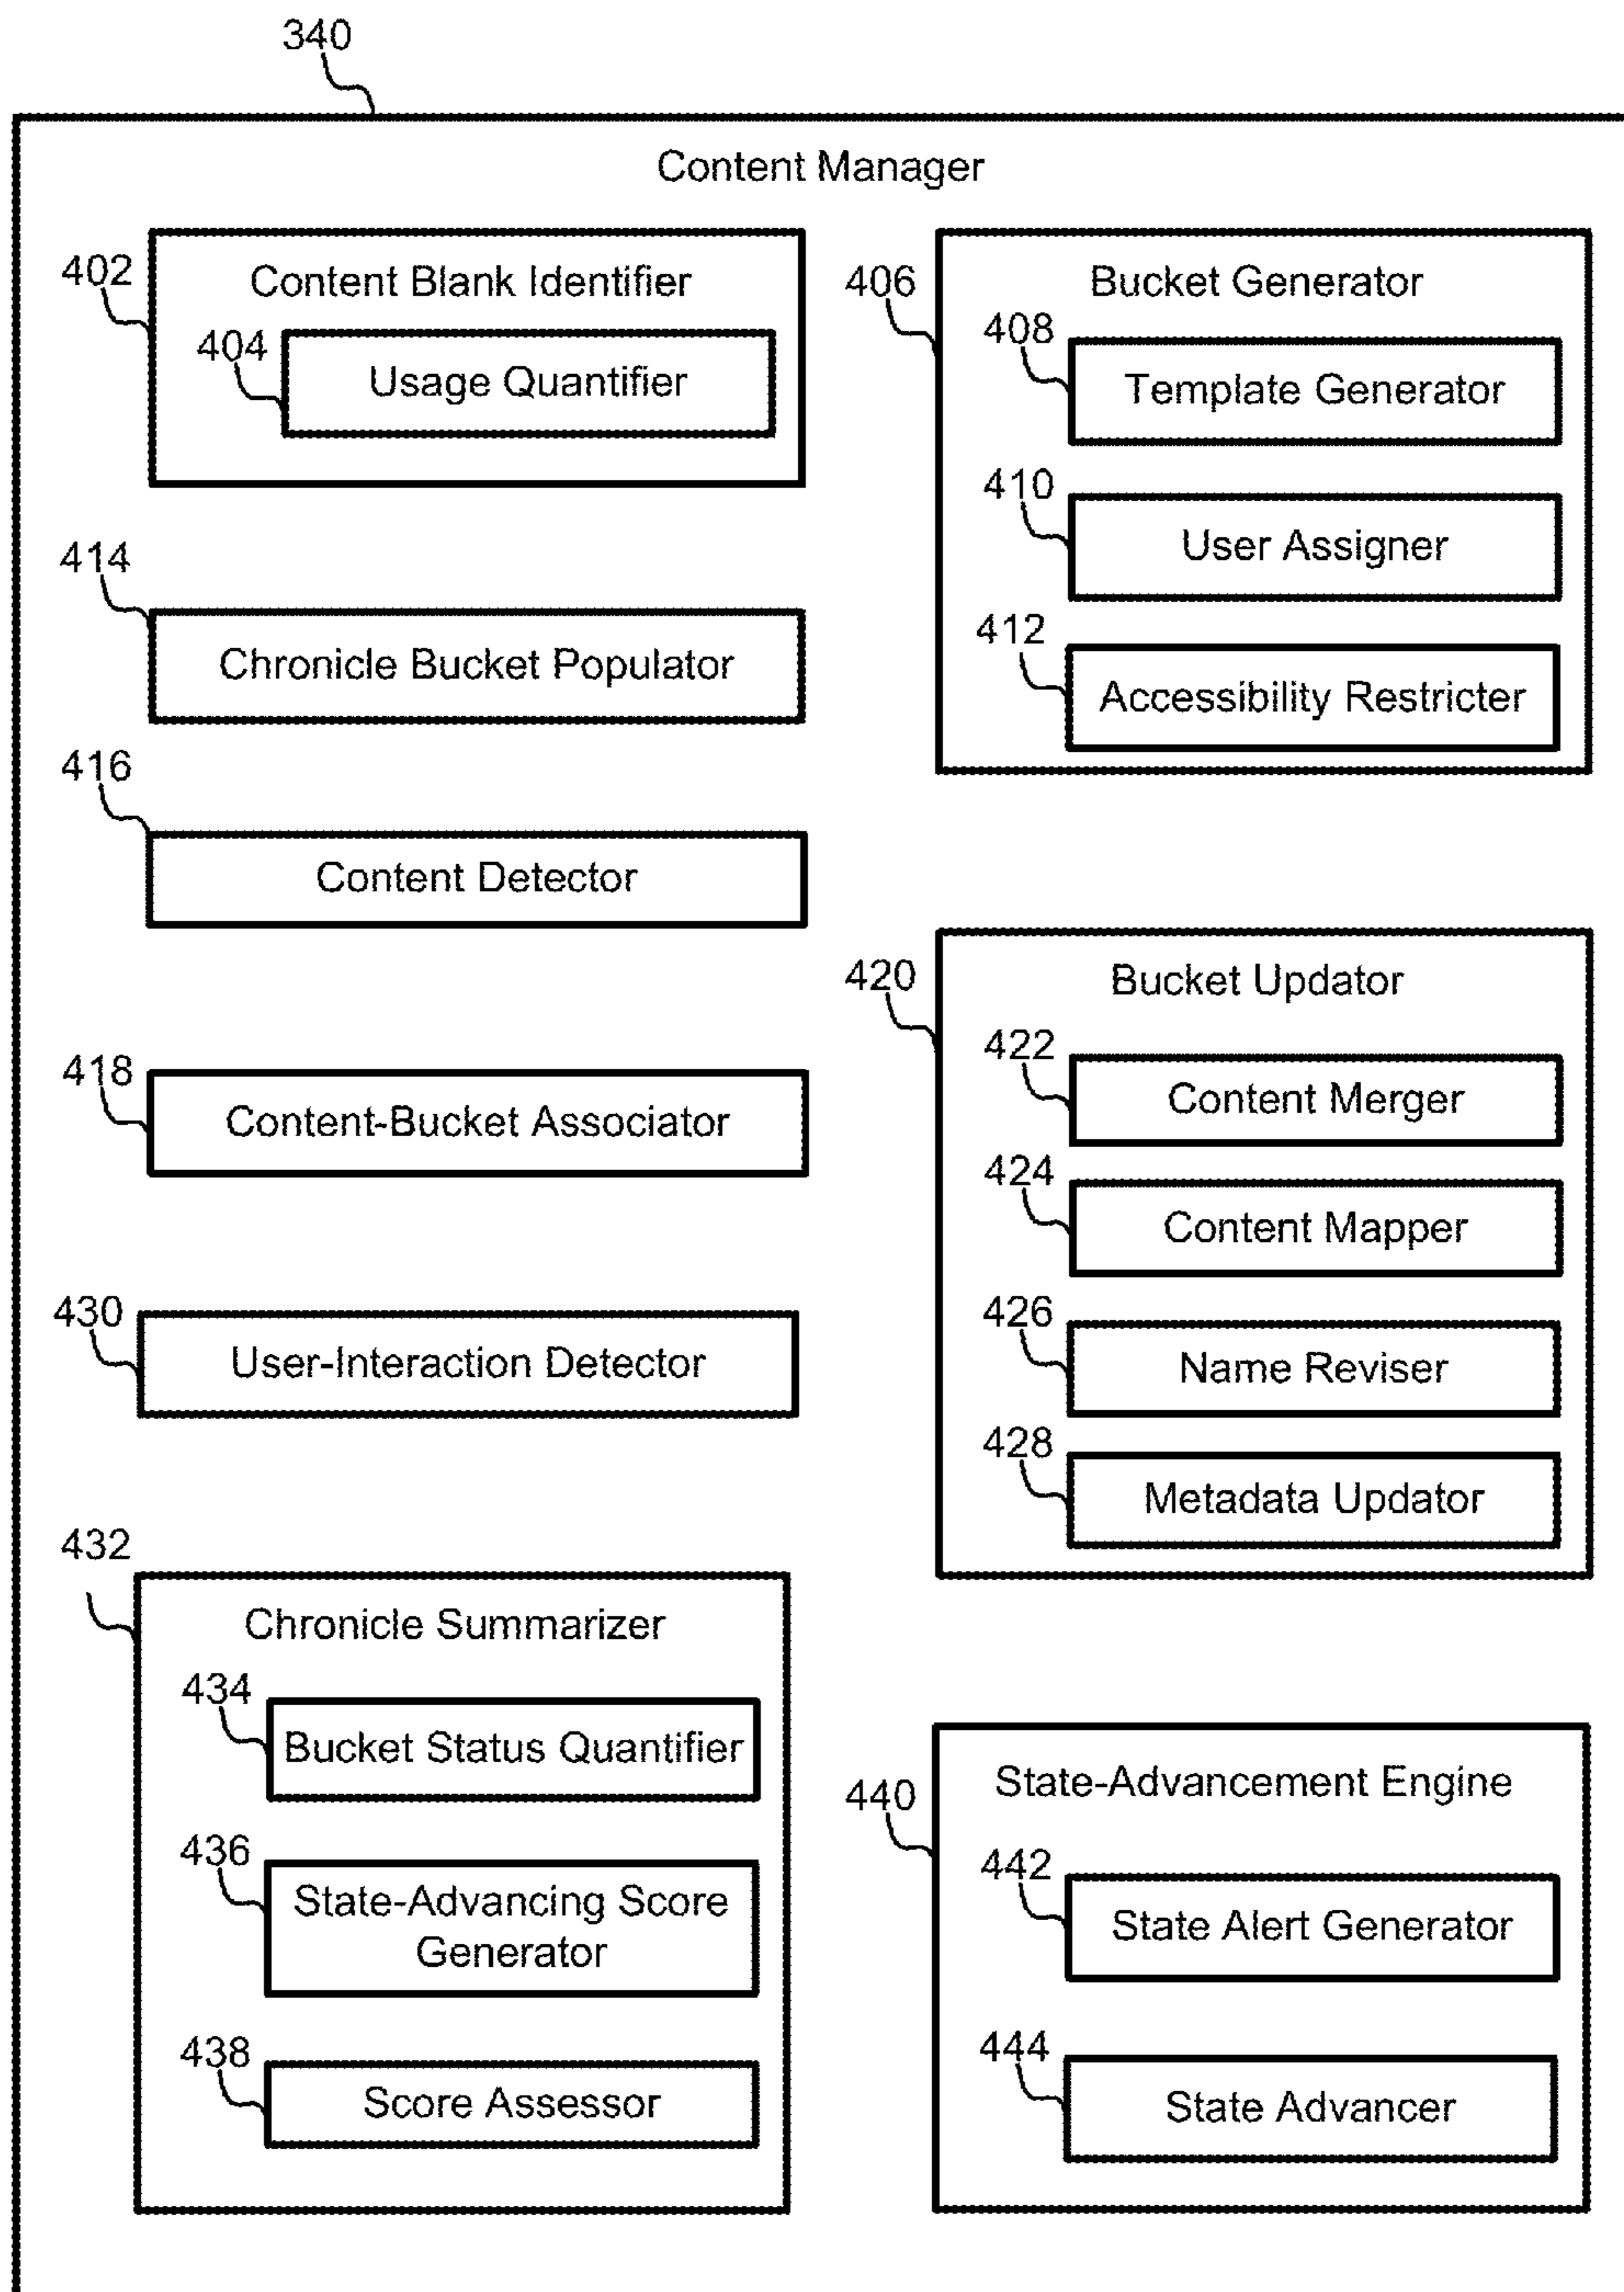 340
Content Manager
402
Content Blank Identifier
404
Usage Quantifier
406
Bucket Generator
408
Template Generator
410
User Assigner
412
Accessibility Restricter
414
Chronicle Bucket Populator
416
Content Detector
418
Content-Bucket Associator
420
Bucket Updator
422
Content Merger
424
Content Mapper
426
Name Reviser
428
Metadata Updator
430
User-Interaction Detector
432
Chronicle Summarizer
434
Bucket Status Quantifier
436
State-Advancing Score
Generator
438
Score Assessor
440
State-Advancement Engine
442
State Alert Generator
444
State Advancer